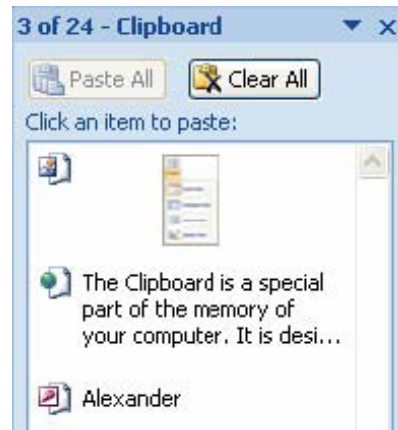 3 of 24 - Clipboard
Paste All
Clear All
Click an item to paste:
The Clipboard is a special
part of the memory of
your computer. It is desi...
Alexander